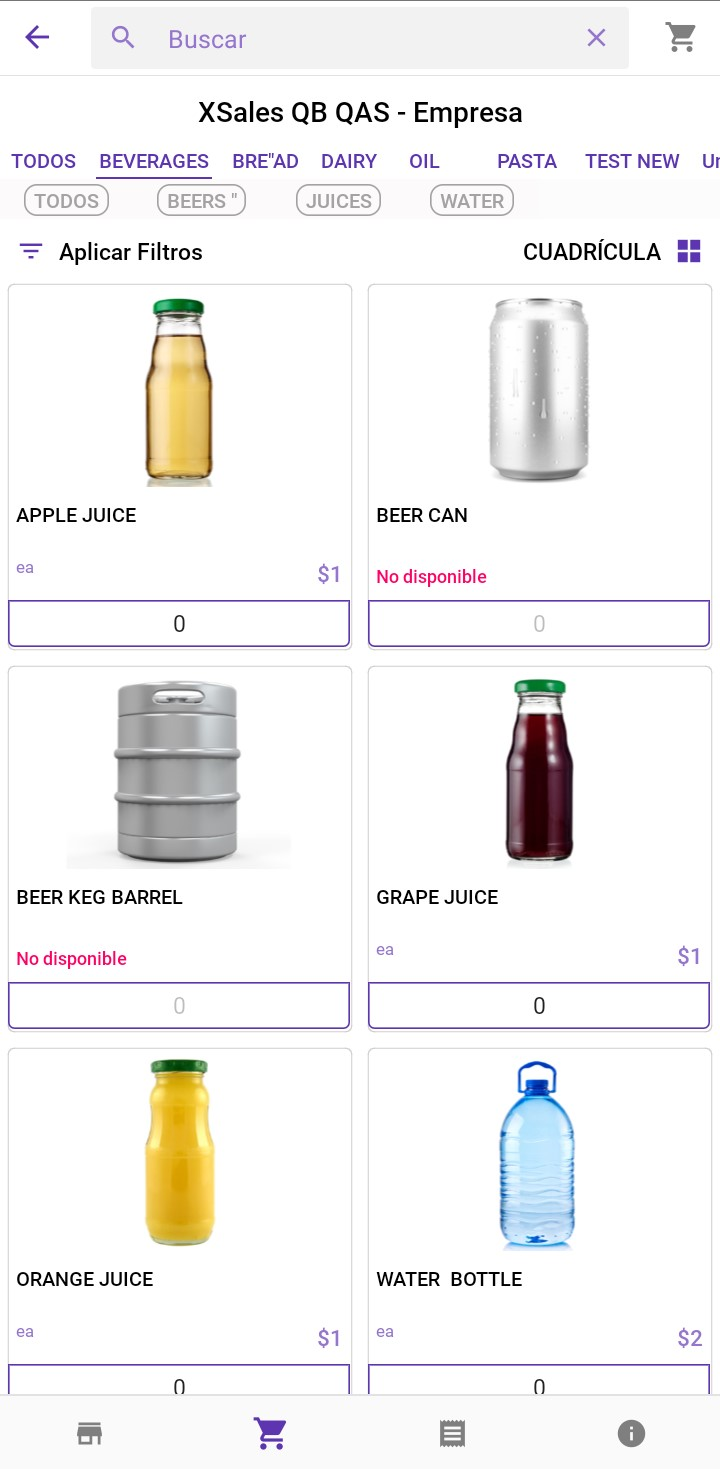 Buscar
XSales QB QAS - Empresa
TODOS BEVERAGES BRE"AD DAIRY OIL PASTA TEST NEW
TODOS BEERS " JUICES WATER
Aplicar Filtros CUADRÍCULA
APPLE JUICE
ea $1
0
BEER CAN
No disponible
0
BEER KEG BARREL
No disponible
0
GRAPE JUICE
ea $1
0
ORANGE JUICE
ea $1
0
WATER  BOTTLE
ea $2
0